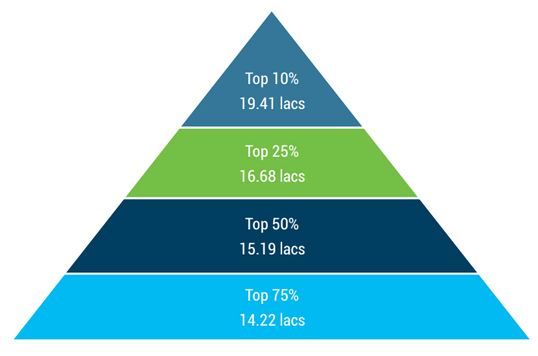 Top 10%
19.41 lacs
Top 25%
16.68 lacs
Top 50%
15.19 lacs
Top 75%
14.22 lacs